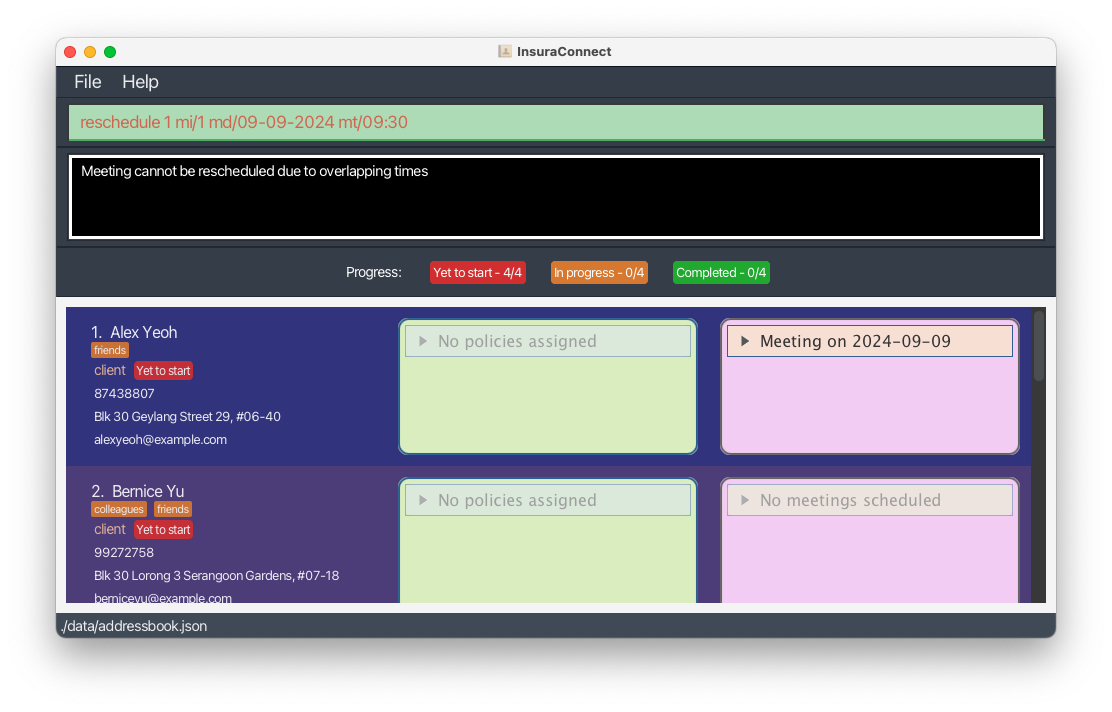 InsuraConnect
File Help
reschedule 1 mi/1 md/09-09-2024 mt/09:30
Meeting cannot be rescheduled due to overlapping times
Progress: Yet to start - 4/4 In progress - 0/4 Completed - 0/4
1. Alex Yeoh
friends
client Yet to start
87438807
Blk 30 Geylang Street 29, #06-40
alexyeoh@example.com
No policies assigned
Meeting on 2024-09-09
2. Bernice Yu
colleagues friends
client Yet to start
99272758
Blk 30 Lorong 3 Serangoon Gardens, #07-18
berniceyu@example.com
No policies assigned
No meetings scheduled
./data/addressbook.json